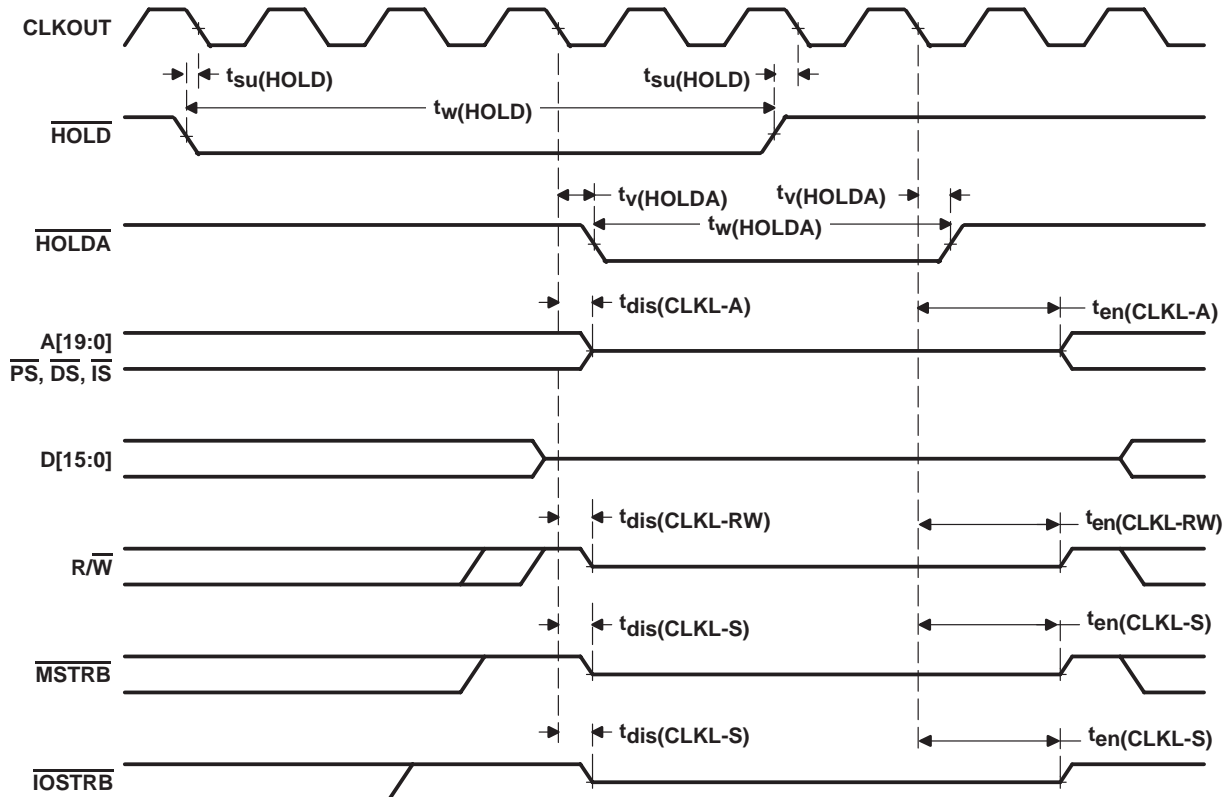 CLKOUT
tsu(HOLD) tsu(HOLD)
tw(HOLD)
HOLD
tv(HOLDA) tv(HOLDA)
tw(HOLDA)
HOLDA
tdis(CLKL-A) ten(CLKL-A)
A[19:0]
PS, DS, IS
D[15:0]
tdis(CLKL-RW) ten(CLKL-RW)
R/W
tdis(CLKL-S) ten(CLKL-S)
MSTRB
tdis(CLKL-S) ten(CLKL-S)
IOSTRB